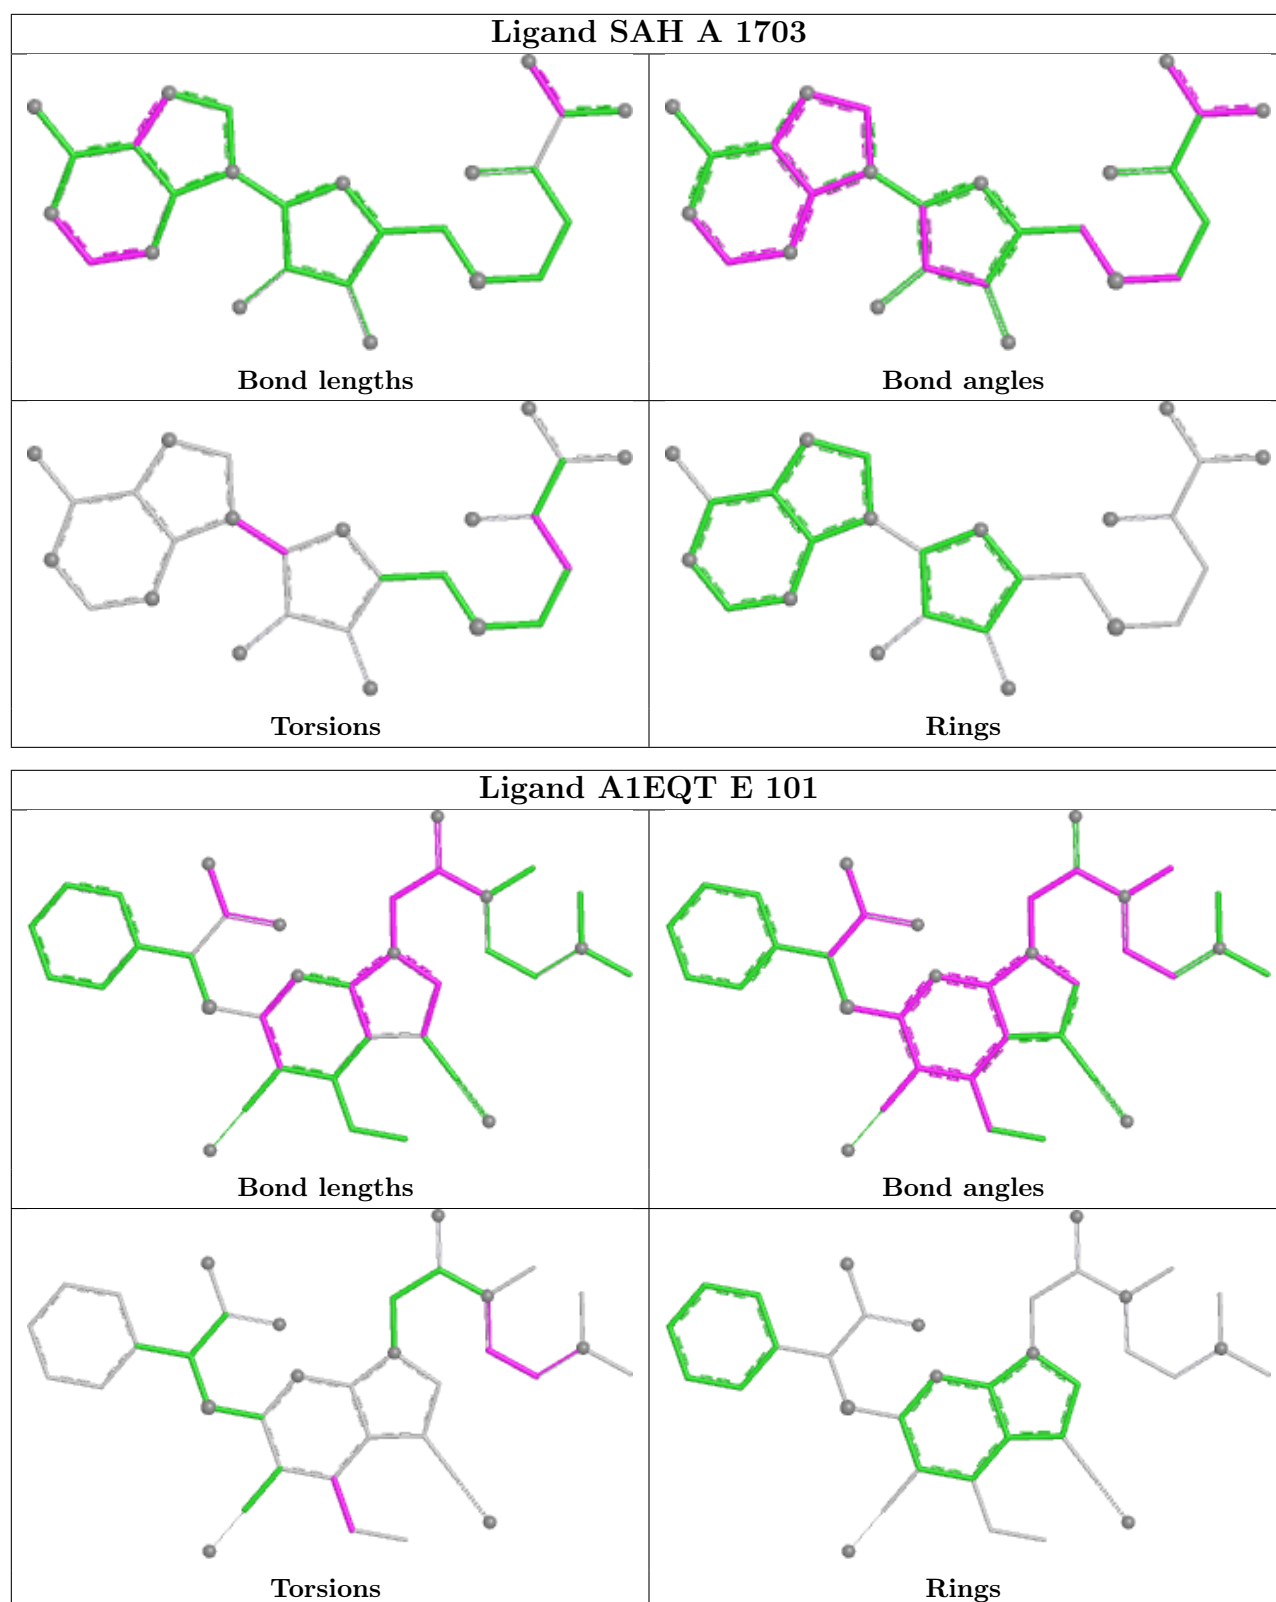 Ligand SAH A 1703
Bond lengths
Bond angles
Torsions
Rings
Ligand A1EQT E 101
Bond lengths
Bond angles
Torsions
Rings